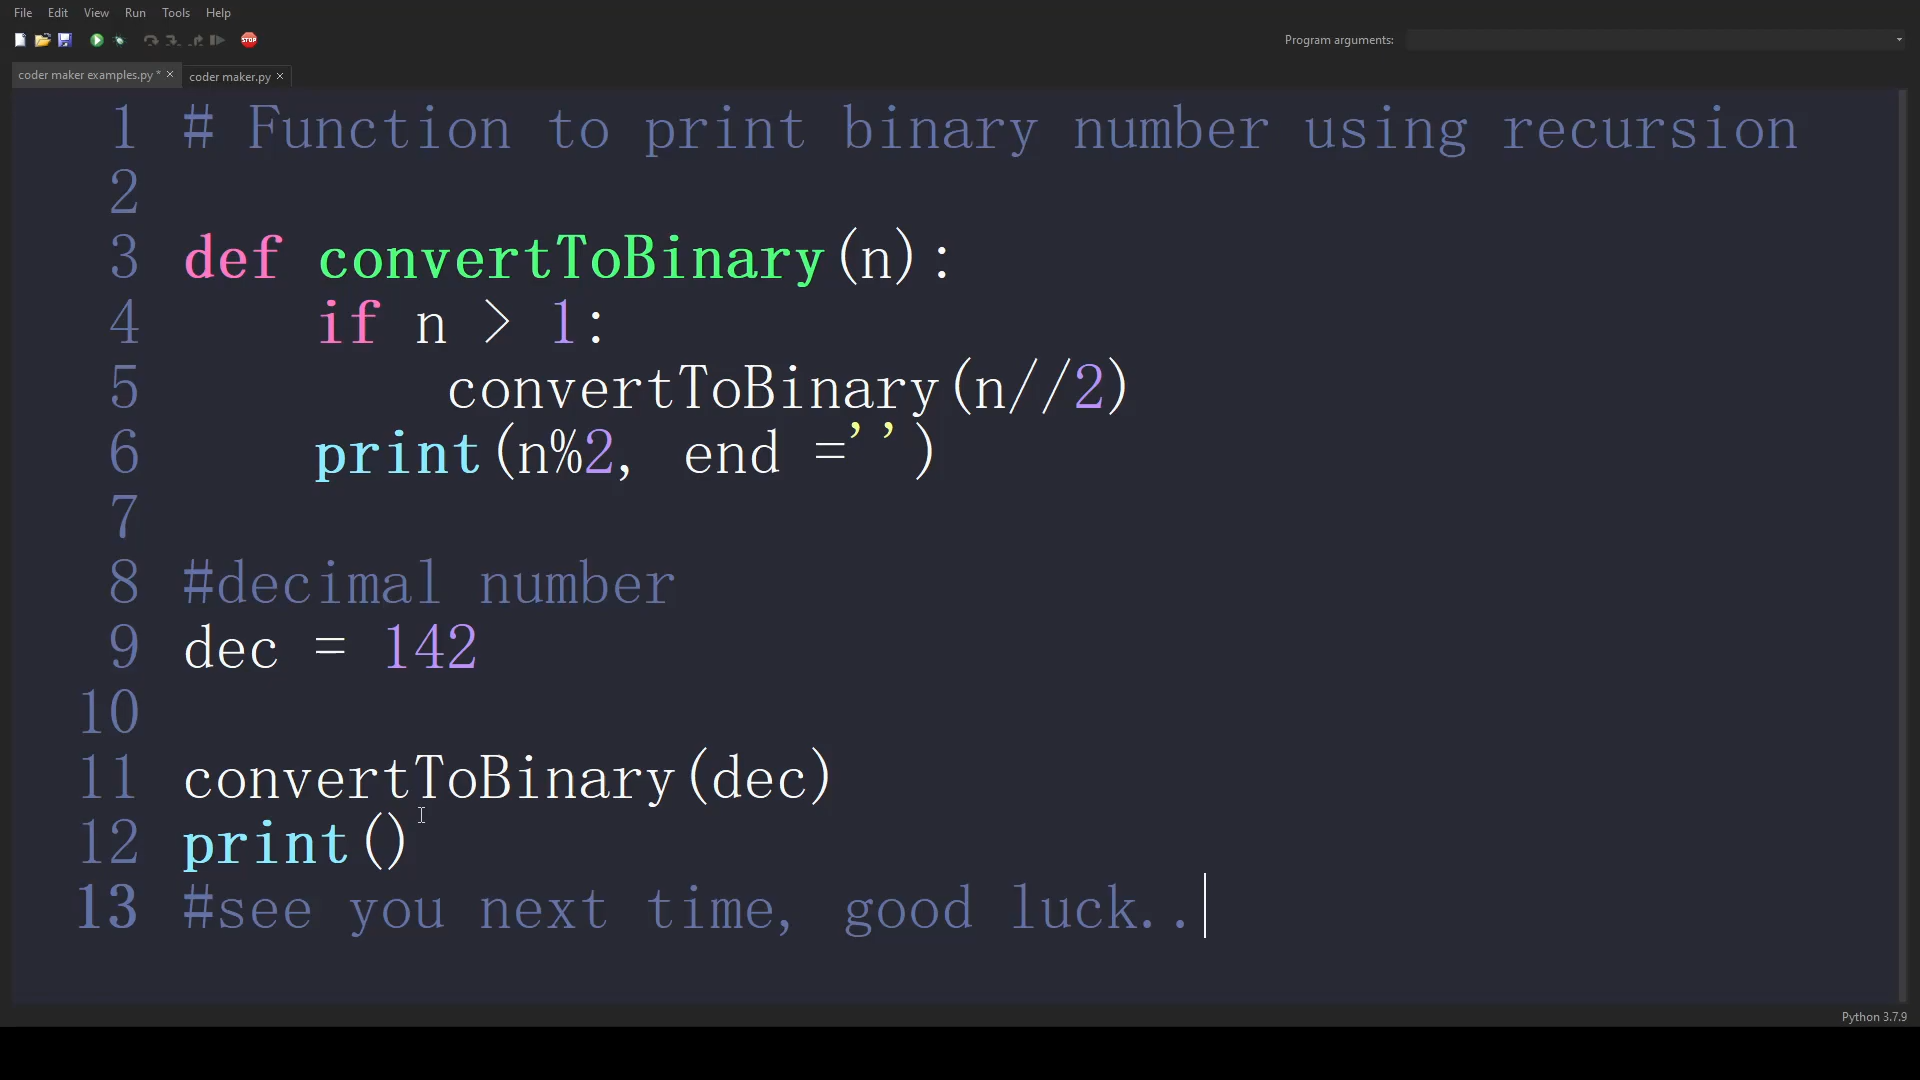 File Edit View Run Tools Help
STOP
Program arguments:
coder maker examples.py * × coder maker.py ×
1 # Function to print binary number using recursion
2
3 def convertToBinary(n):
4     if n > 1:
5         convertToBinary(n//2)
6     print(n%2, end ='')
7
8 #decimal number
9 dec = 142
10
11 convertToBinary(dec)
12 print()
13 #see you next time, good luck..
Python 3.7.9